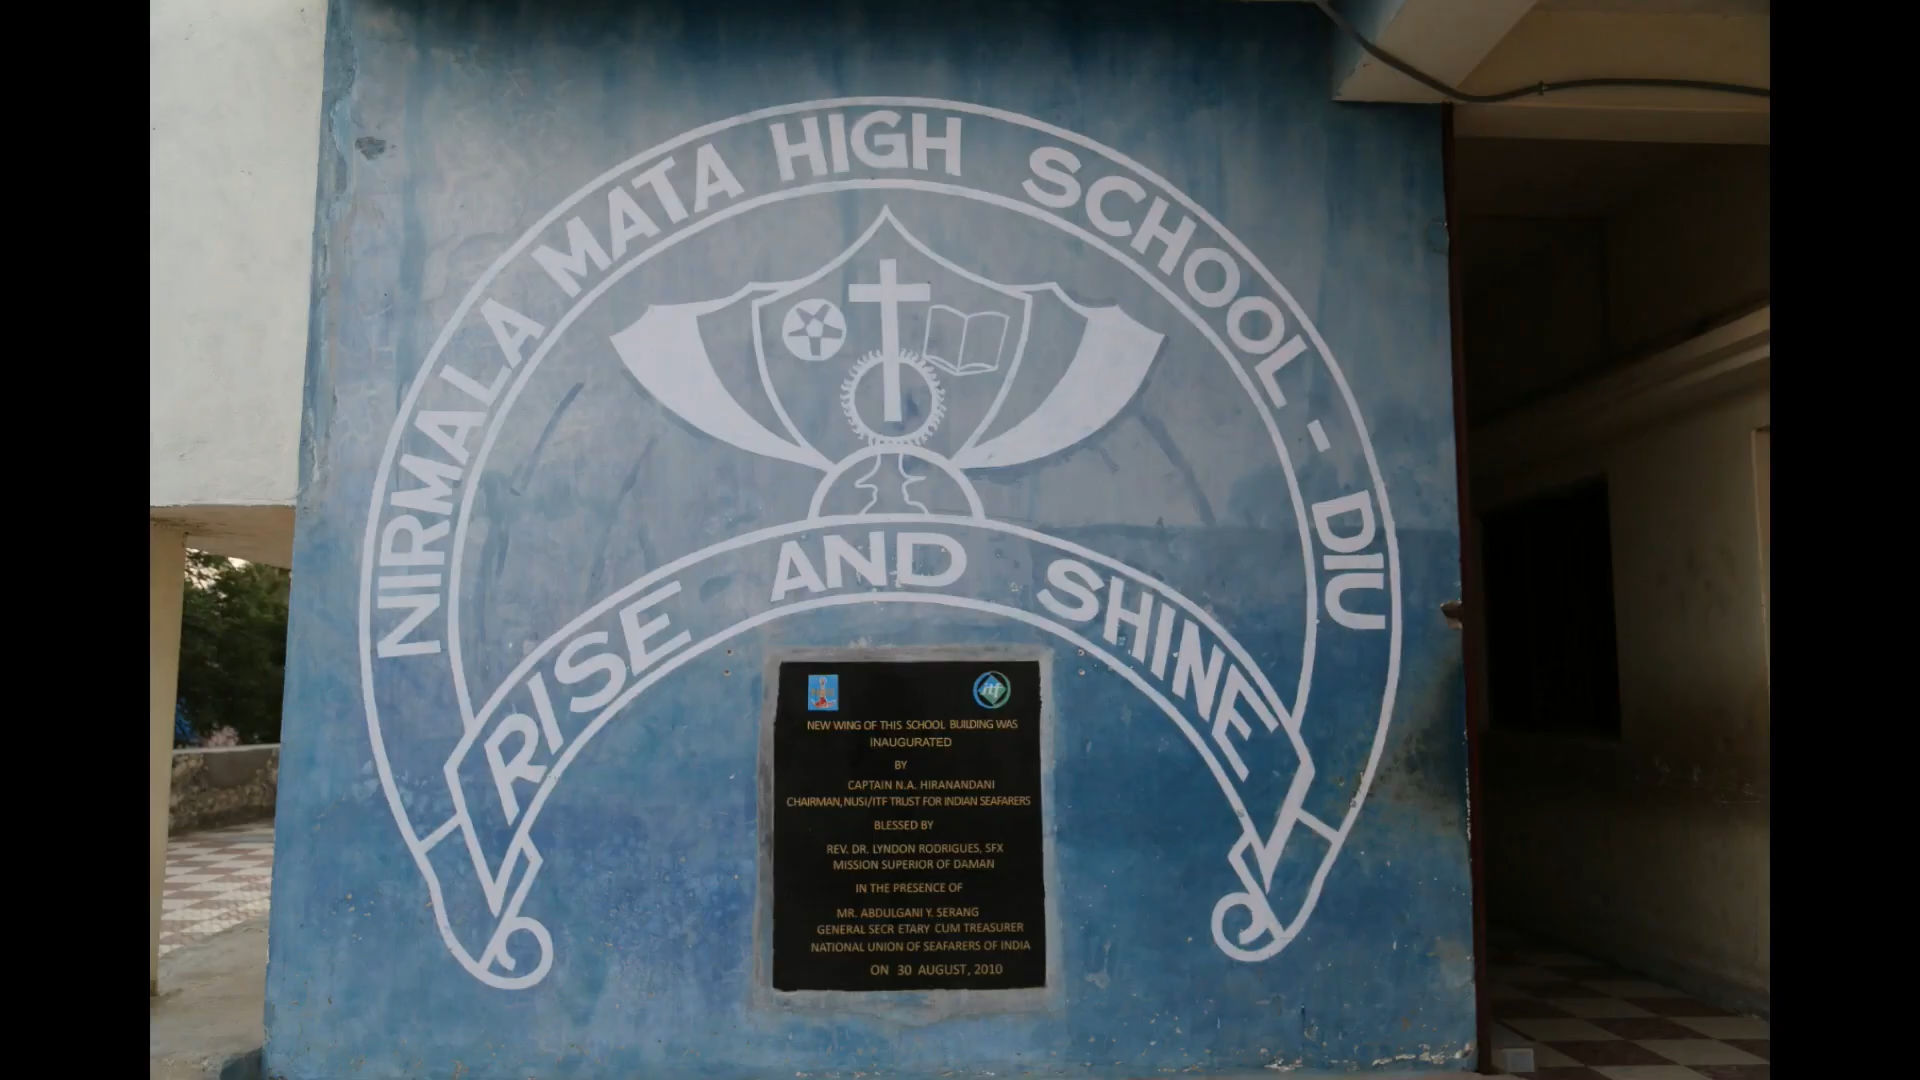 NIRMALA MATA HIGH SCHOOL - DIU
RISE AND SHINE
itf
NEW WING OF THIS SCHOOL BUILDING WAS
INAUGURATED
BY
CAPTAIN N.A. HIRANANDANI
CHAIRMAN, NUSI/ITF TRUST FOR INDIAN SEAFARERS
BLESSED BY
REV. DR. LYNDON RODRIGUES, SFX
MISSION SUPERIOR OF DAMAN
IN THE PRESENCE OF
MR. ABDULGANI Y. SERANG
GENERAL SECR ETARY CUM TREASURER
NATIONAL UNION OF SEAFARERS OF INDIA
ON 30 AUGUST, 2010